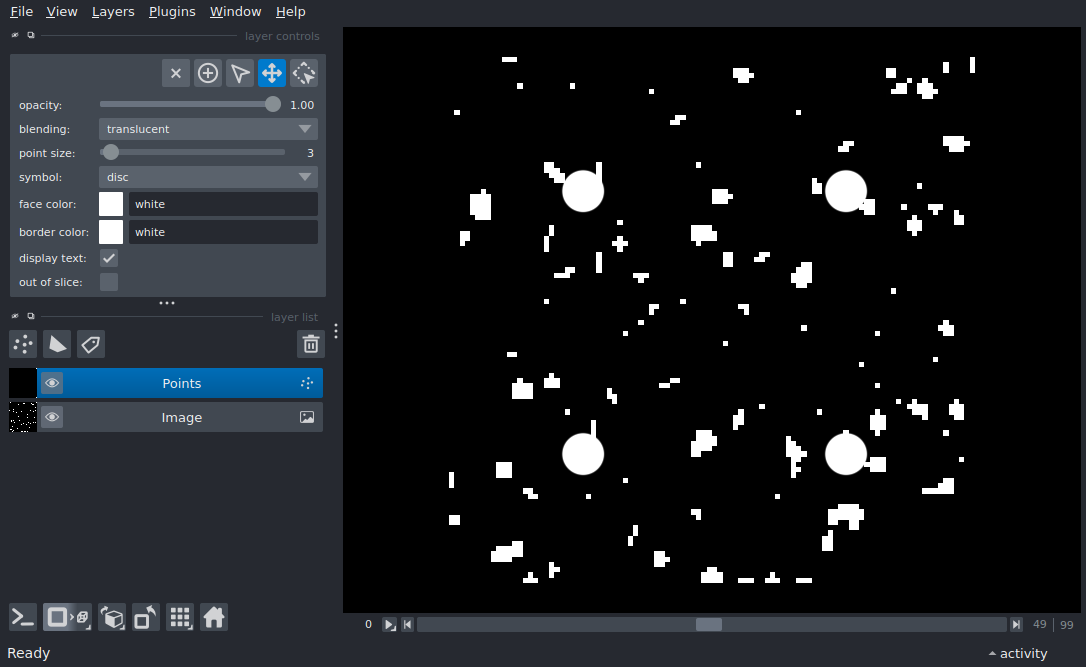 File View Layers Plugins Window Help
layer controls
opacity: 1.00
blending: translucent
point size: 3
symbol: disc
face color: white
border color: white
display text:
out of slice:
layer list
Points
Image
0 49 | 99
Ready activity